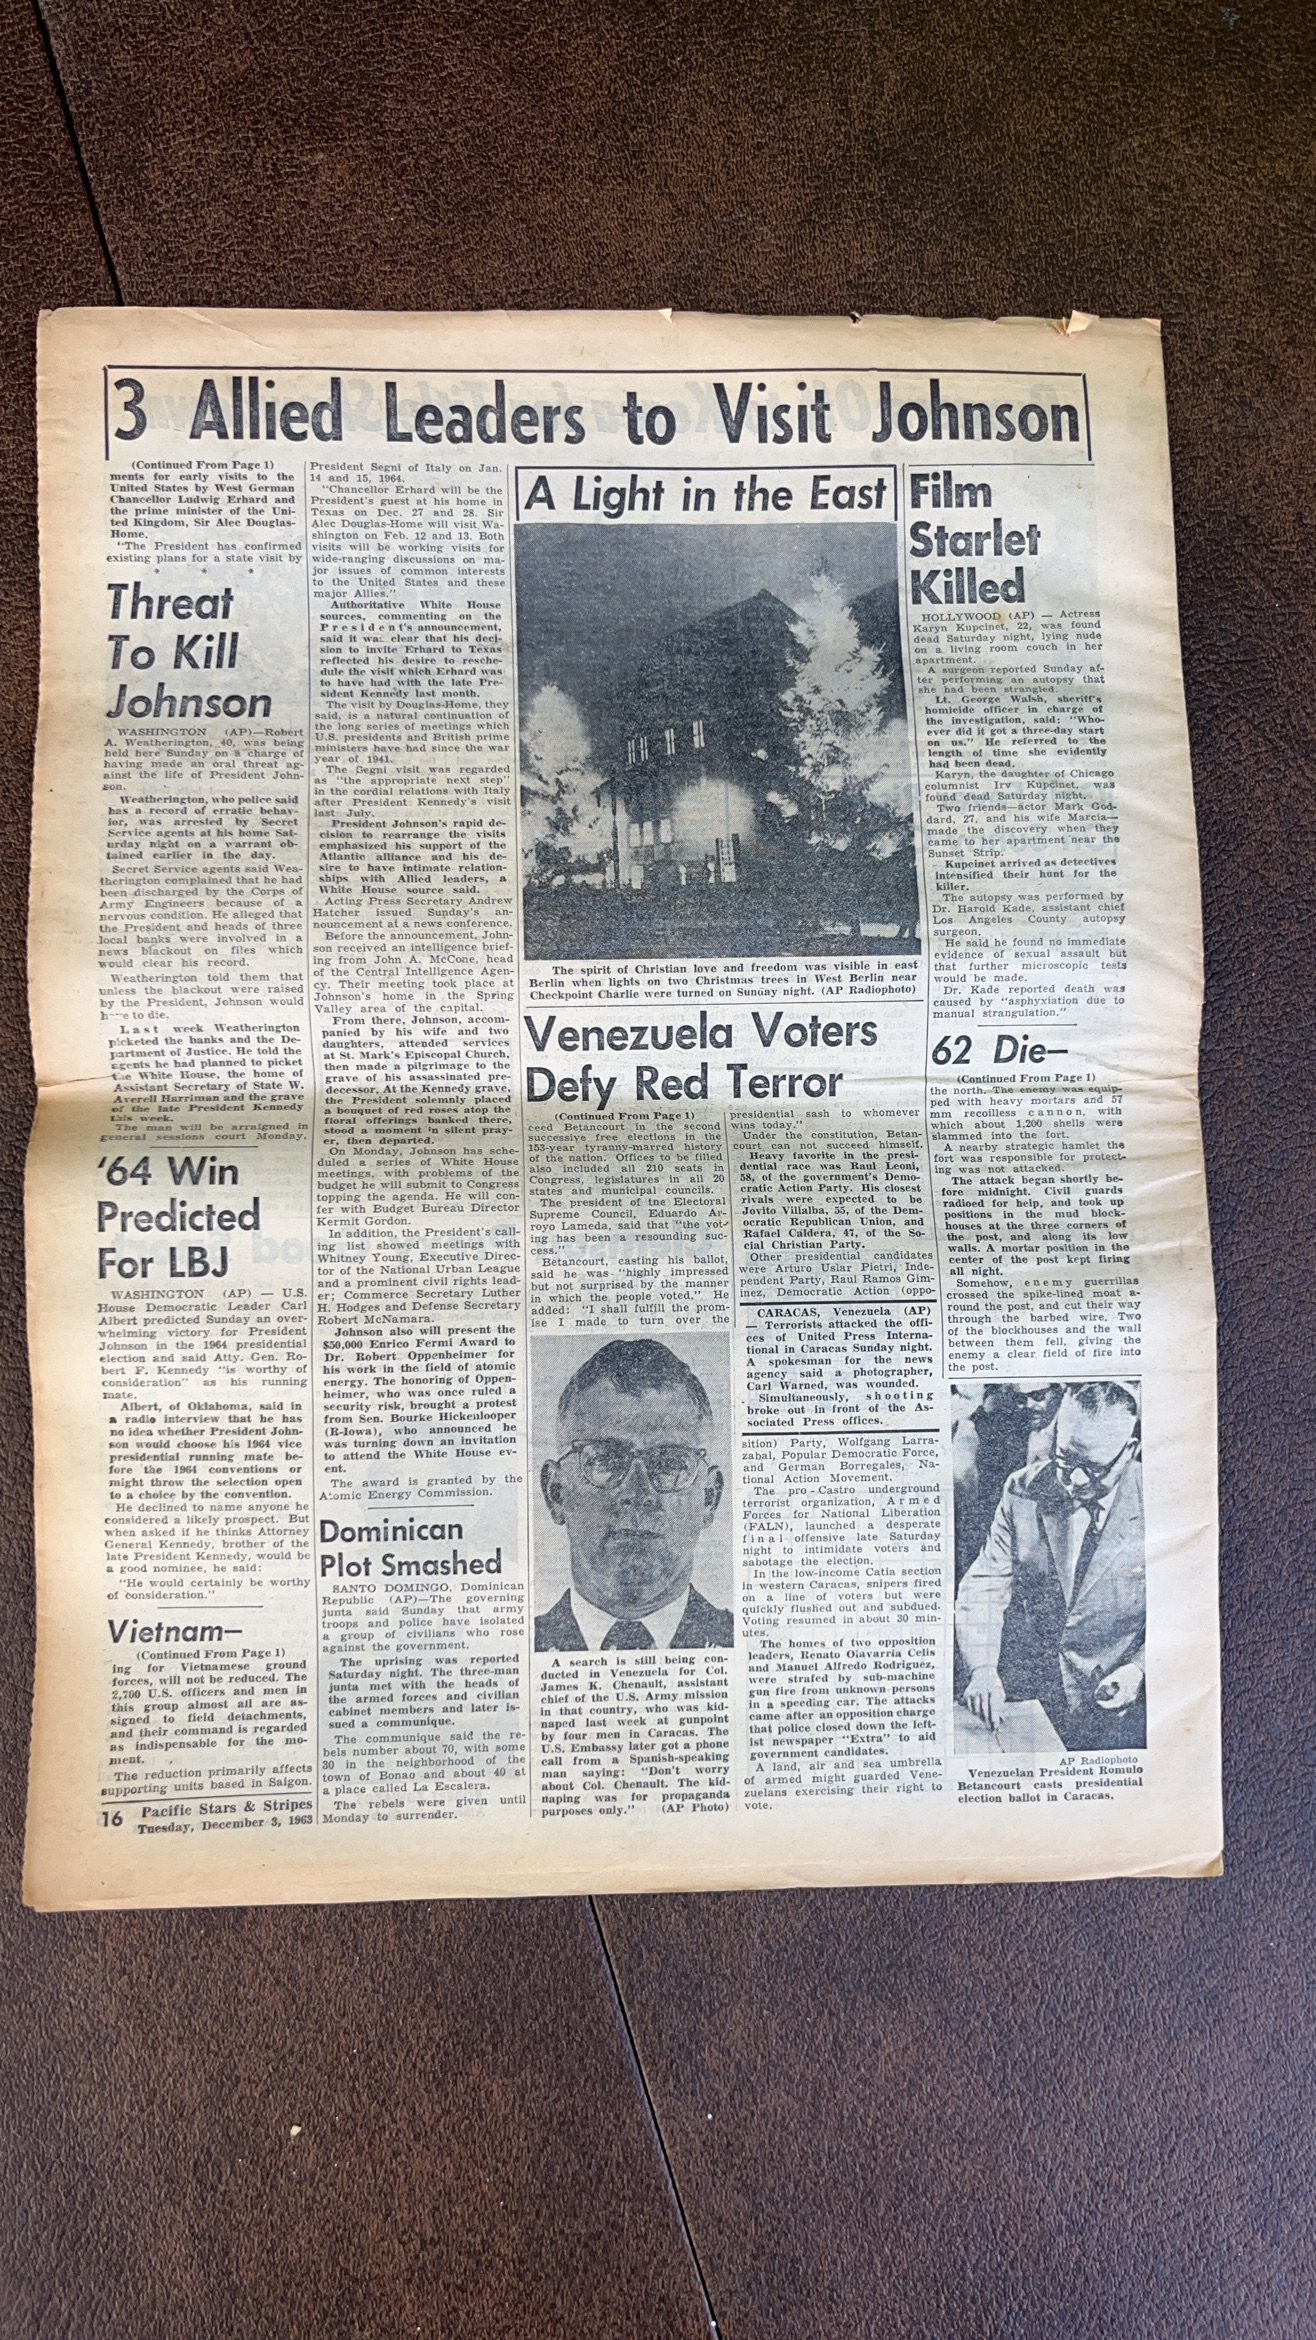 3 Allied Leaders to Visit Johnson
(Continued From Page 1)
ments for early visits to the
United States by West German
Chancellor Ludwig Erhard and
the prime minister of the Uni-
ted Kingdom, Sir Alec Douglas-
Home.
"The President has confirmed
existing plans for a state visit by
* * *
Threat
To Kill
Johnson
WASHINGTON (AP)—Robert
A. Weatherington, 40, was being
held here Sunday on a charge of
having made an oral threat ag-
ainst the life of President John-
son.
Weatherington, who police said
has a record of erratic behav-
ior, was arrested by Secret
Service agents at his home Sat-
urday night on a warrant ob-
tained earlier in the day.
Secret Service agents said Wea-
therington complained that he had
been discharged by the Corps of
Army Engineers because of a
nervous condition. He alleged that
the President and heads of three
local banks were involved in a
news blackout on files which
would clear his record.
Weatherington told them that
unless the blackout were raised
by the President, Johnson would
to die.
Last week Weatherington
picketed the banks and the De-
partment of Justice. He told the
agents he had planned to picket
the White House, the home of
Assistant Secretary of State W.
Averell Harriman and the grave
of the late President Kennedy
this week.
The man will be arraigned in
general sessions court Monday.
'64 Win
Predicted
For LBJ
WASHINGTON (AP) — U.S.
House Democratic Leader Carl
Albert predicted Sunday an over-
whelming victory for President
Johnson in the 1964 presidential
election and said Atty. Gen. Ro-
bert F. Kennedy "is worthy of
consideration" as his running
mate.
Albert, of Oklahoma, said in
a radio interview that he has
no idea whether President John-
son would choose his 1964 vice
presidential running mate be-
fore the 1964 conventions or
might throw the selection open
to a choice by the convention.
He declined to name anyone he
considered a likely prospect. But
when asked if he thinks Attorney
General Kennedy, brother of the
late President Kennedy, would be
a good nominee, he said:
"He would certainly be worthy
of consideration."
Vietnam—
(Continued From Page 1)
ing for Vietnamese ground
forces, will not be reduced. The
2,700 U.S. officers and men in
this group almost all are as-
signed to field detachments,
and their command is regarded
as indispensable for the mo-
ment.
The reduction primarily affects
supporting units based in Saigon.
16 Pacific Stars & Stripes
Tuesday, December 3, 1963
President Segni of Italy on Jan.
14 and 15, 1964.
"Chancellor Erhard will be the
President's guest at his home in
Texas on Dec. 27 and 28. Sir
Alec Douglas-Home will visit Wa-
shington on Feb. 12 and 13. Both
visits will be working visits for
wide-ranging discussions on ma-
jor issues of common interests
to the United States and these
major Allies."
Authoritative White House
sources, commenting on the
President's announcement,
said it was clear that his deci-
sion to invite Erhard to Texas
reflected his desire to resche-
dule the visit which Erhard was
to have had with the late Pre-
sident Kennedy last month.
The visit by Douglas-Home, they
said, is a natural continuation of
the long series of meetings which
U.S. presidents and British prime
ministers have had since the war
year of 1941.
The Segni visit was regarded
as "the appropriate next step"
in the cordial relations with Italy
after President Kennedy's visit
last July.
President Johnson's rapid de-
cision to rearrange the visits
emphasized his support of the
Atlantic alliance and his de-
sire to have intimate relation-
ships with Allied leaders, a
White House source said.
Acting Press Secretary Andrew
Hatcher issued Sunday's an-
nouncement at a news conference.
Before the announcement, John-
son received an intelligence brief-
ing from John A. McCone, head
of the Central Intelligence Agen-
cy. Their meeting took place at
Johnson's home in the Spring
Valley area of the capital.
From there, Johnson, accom-
panied by his wife and two
daughters, attended services
at St. Mark's Episcopal Church,
then made a pilgrimage to the
grave of his assassinated pre-
decessor. At the Kennedy grave,
the President solemnly placed
a bouquet of red roses atop the
floral offerings banked there,
stood a moment in silent pray-
er, then departed.
On Monday, Johnson has sche-
duled a series of White House
meetings, with problems of the
budget he will submit to Congress
topping the agenda. He will con-
fer with Budget Bureau Director
Kermit Gordon.
In addition, the President's call-
ing list showed meetings with
Whitney Young, Executive Direc-
tor of the National Urban League
and a prominent civil rights lead-
er; Commerce Secretary Luther
H. Hodges and Defense Secretary
Robert McNamara.
Johnson also will present the
$50,000 Enrico Fermi Award to
Dr. Robert Oppenheimer for
his work in the field of atomic
energy. The honoring of Oppen-
heimer, who was once ruled a
security risk, brought a protest
from Sen. Bourke Hickenlooper
(R-Iowa), who announced he
was turning down an invitation
to attend the White House ev-
ent.
The award is granted by the
Atomic Energy Commission.
Dominican
Plot Smashed
SANTO DOMINGO, Dominican
Republic (AP)—The governing
junta said Sunday that army
troops and police have isolated
a group of civilians who rose
against the government.
The uprising was reported
Saturday night. The three-man
junta met with the heads of
the armed forces and civilian
cabinet members and later is-
sued a communique.
The communique said the re-
bels number about 70, with some
30 in the neighborhood of the
town of Bonao and about 40 at
a place called La Escalera.
The rebels were given until
Monday to surrender.
A Light in the East
The spirit of Christian love and freedom was visible in east
Berlin when lights on two Christmas trees in West Berlin near
Checkpoint Charlie were turned on Sunday night. (AP Radiophoto)
Venezuela Voters
Defy Red Terror
(Continued From Page 1)
ceed Betancourt in the second
successive free elections in the
153-year tyranny-marred history
of the nation. Offices to be filled
also included all 210 seats in
Congress, legislatures in all 20
states and municipal councils.
The president of the Electoral
Supreme Council, Eduardo Ar-
royo Lameda, said that "the vot-
ing has been a resounding suc-
cess."
Betancourt, casting his ballot,
said he was "highly impressed
but not surprised by the manner
in which the people voted." He
added: "I shall fulfill the prom-
ise I made to turn over the
A search is still being con-
ducted in Venezuela for Col.
James K. Chenault, assistant
chief of the U.S. Army mission
in that country, who was kid-
naped last week at gunpoint
by four men in Caracas. The
U.S. Embassy later got a phone
call from a Spanish-speaking
man saying: "Don't worry
about Col. Chenault. The kid-
naping was for propaganda
purposes only." (AP Photo)
presidential sash to whomever
wins today."
Under the constitution, Betan-
court can not succeed himself.
Heavy favorite in the presi-
dential race was Raul Leoni,
58, of the government's Demo-
cratic Action Party. His closest
rivals were expected to be
Jovito Villalba, 55, of the Dem-
ocratic Republican Union, and
Rafael Caldera, 47, of the So-
cial Christian Party.
Other presidential candidates
were Arturo Uslar Pietri, Inde-
pendent Party, Raul Ramos Gim-
inez, Democratic Action (oppo-
CARACAS, Venezuela (AP)
— Terrorists attacked the offi-
ces of United Press Interna-
tional in Caracas Sunday night.
A spokesman for the news
agency said a photographer,
Carl Warned, was wounded.
Simultaneously, shooting
broke out in front of the As-
sociated Press offices.
sition) Party, Wolfgang Larra-
zabal, Popular Democratic Force,
and German Borregales, Na-
tional Action Movement.
The pro-Castro underground
terrorist organization, Armed
Forces for National Liberation
(FALN), launched a desperate
final offensive late Saturday
night to intimidate voters and
sabotage the election.
In the low-income Catia section
in western Caracas, snipers fired
on a line of voters but were
quickly flushed out and subdued.
Voting resumed in about 30 min-
utes.
The homes of two opposition
leaders, Renato Olavarria Celis
and Manuel Alfredo Rodriguez,
were strafed by sub-machine
gun fire from unknown persons
in a speeding car. The attacks
came after an opposition charge
that police closed down the left-
ist newspaper "Extra" to aid
government candidates.
A land, air and sea umbrella
of armed might guarded Vene-
zuelans exercising their right to
vote.
Film
Starlet
Killed
HOLLYWOOD (AP) — Actress
Karyn Kupcinet, 22, was found
dead Saturday night, lying nude
on a living room couch in her
apartment.
A surgeon reported Sunday af-
ter performing an autopsy that
she had been strangled.
Lt. George Walsh, sheriff's
homicide officer in charge of
the investigation, said: "Who-
ever did it got a three-day start
on us." He referred to the
length of time she evidently
had been dead.
Karyn, the daughter of Chicago
columnist Irv Kupcinet, was
found dead Saturday night.
Two friends—actor Mark God-
dard, 27, and his wife Marcia—
made the discovery when they
came to her apartment near the
Sunset Strip.
Kupcinet arrived as detectives
intensified their hunt for the
killer.
The autopsy was performed by
Dr. Harold Kade, assistant chief
Los Angeles County autopsy
surgeon.
He said he found no immediate
evidence of sexual assault but
that further microscopic tests
would be made.
Dr. Kade reported death was
caused by "asphyxiation due to
manual strangulation."
62 Die—
(Continued From Page 1)
the north. The enemy was equip-
ped with heavy mortars and 57
mm recoilless cannon, with
which about 1,200 shells were
slammed into the fort.
A nearby strategic hamlet the
fort was responsible for protect-
ing was not attacked.
The attack began shortly be-
fore midnight. Civil guards
radioed for help, and took up
positions in the mud block-
houses at the three corners of
the post, and along its low
walls. A mortar position in the
center of the post kept firing
all night.
Somehow, enemy guerrillas
crossed the spike-lined moat a-
round the post, and cut their way
through the barbed wire. Two
of the blockhouses and the wall
between them fell, giving the
enemy a clear field of fire into
the post.
AP Radiophoto
Venezuelan President Romulo
Betancourt casts presidential
election ballot in Caracas.